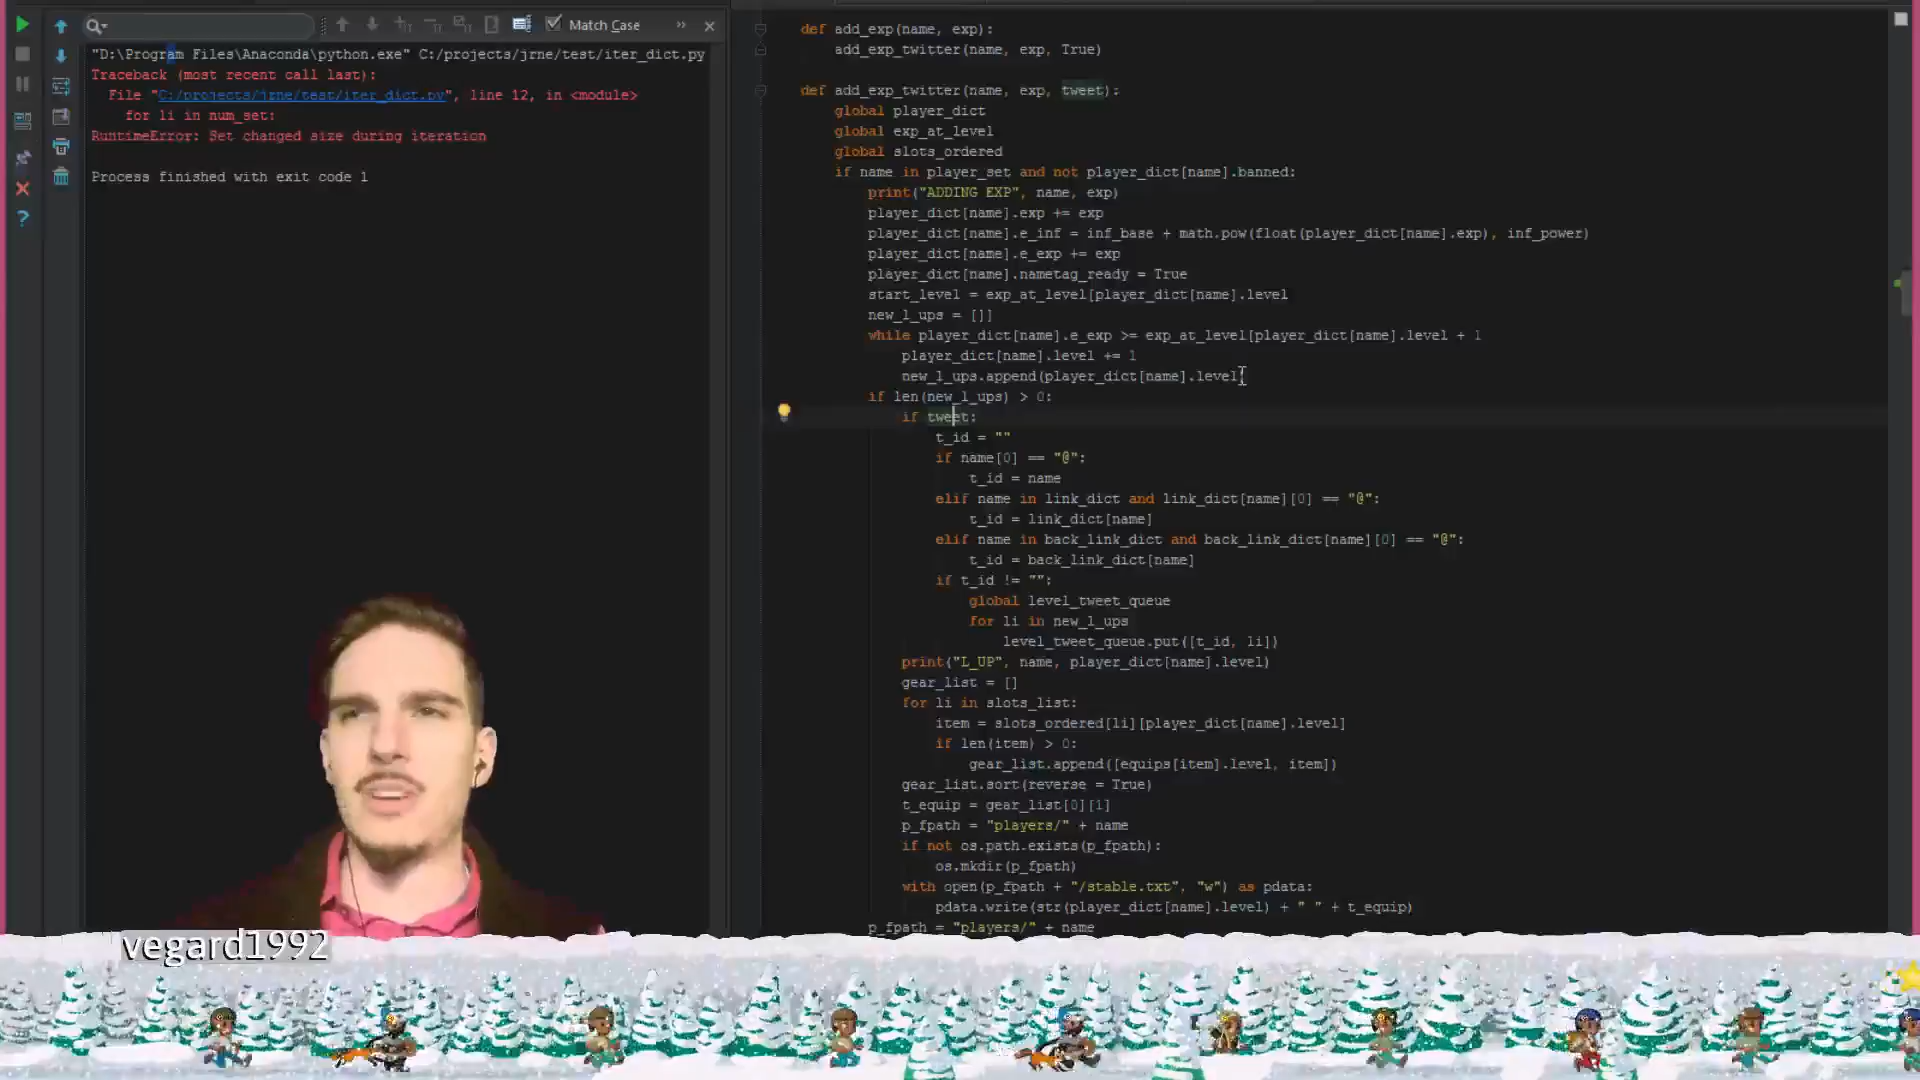 Match Case
"D:\Program Files\Anaconda\python.exe" C:/projects/jrne/test/iter_dict.py
Traceback (most recent call last):
File "C:/projects/jrne/test/iter_dict.py", line 12, in <module>
for li in num_set:
RuntimeError: Set changed size during iteration
Process finished with exit code 1
def add_exp(name, exp):
add_exp_twitter(name, exp, True)
def add_exp_twitter(name, exp, tweet):
global player_dict
global exp_at_level
global slots_ordered
if name in player_set and not player_dict[name].banned:
print("ADDING EXP", name, exp)
player_dict[name].exp += exp
player_dict[name].e_inf = inf_base + math.pow(float(player_dict[name].exp), inf_power)
player_dict[name].e_exp += exp
player_dict[name].nametag_ready = True
start_level = exp_at_level[player_dict[name].level
new_l_ups = []]
while player_dict[name].e_exp >= exp_at_level[player_dict[name].level + 1
player_dict[name].level += 1
new_l_ups.append(player_dict[name].level)
if len(new_l_ups) > 0:
if tweet:
t_id = ""
if name[0] == "@":
t_id = name
elif name in link_dict and link_dict[name][0] == "@":
t_id = link_dict[name]
elif name in back_link_dict and back_link_dict[name][0] == "@":
t_id = back_link_dict[name]
if t_id != "":
global level_tweet_queue
for li in new_l_ups
level_tweet_queue.put([t_id, li])
print("L_UP", name, player_dict[name].level)
gear_list = []
for li in slots_list:
item = slots_ordered[li][player_dict[name].level]
if len(item) > 0:
gear_list.append([equips[item].level, item])
gear_list.sort(reverse = True)
t_equip = gear_list[0][1]
p_fpath = "players/" + name
if not os.path.exists(p_fpath):
os.mkdir(p_fpath)
with open(p_fpath + "/stable.txt", "w") as pdata:
pdata.write(str(player_dict[name].level) + " " + t_equip)
p_fpath = "players/" + name
vegard1992